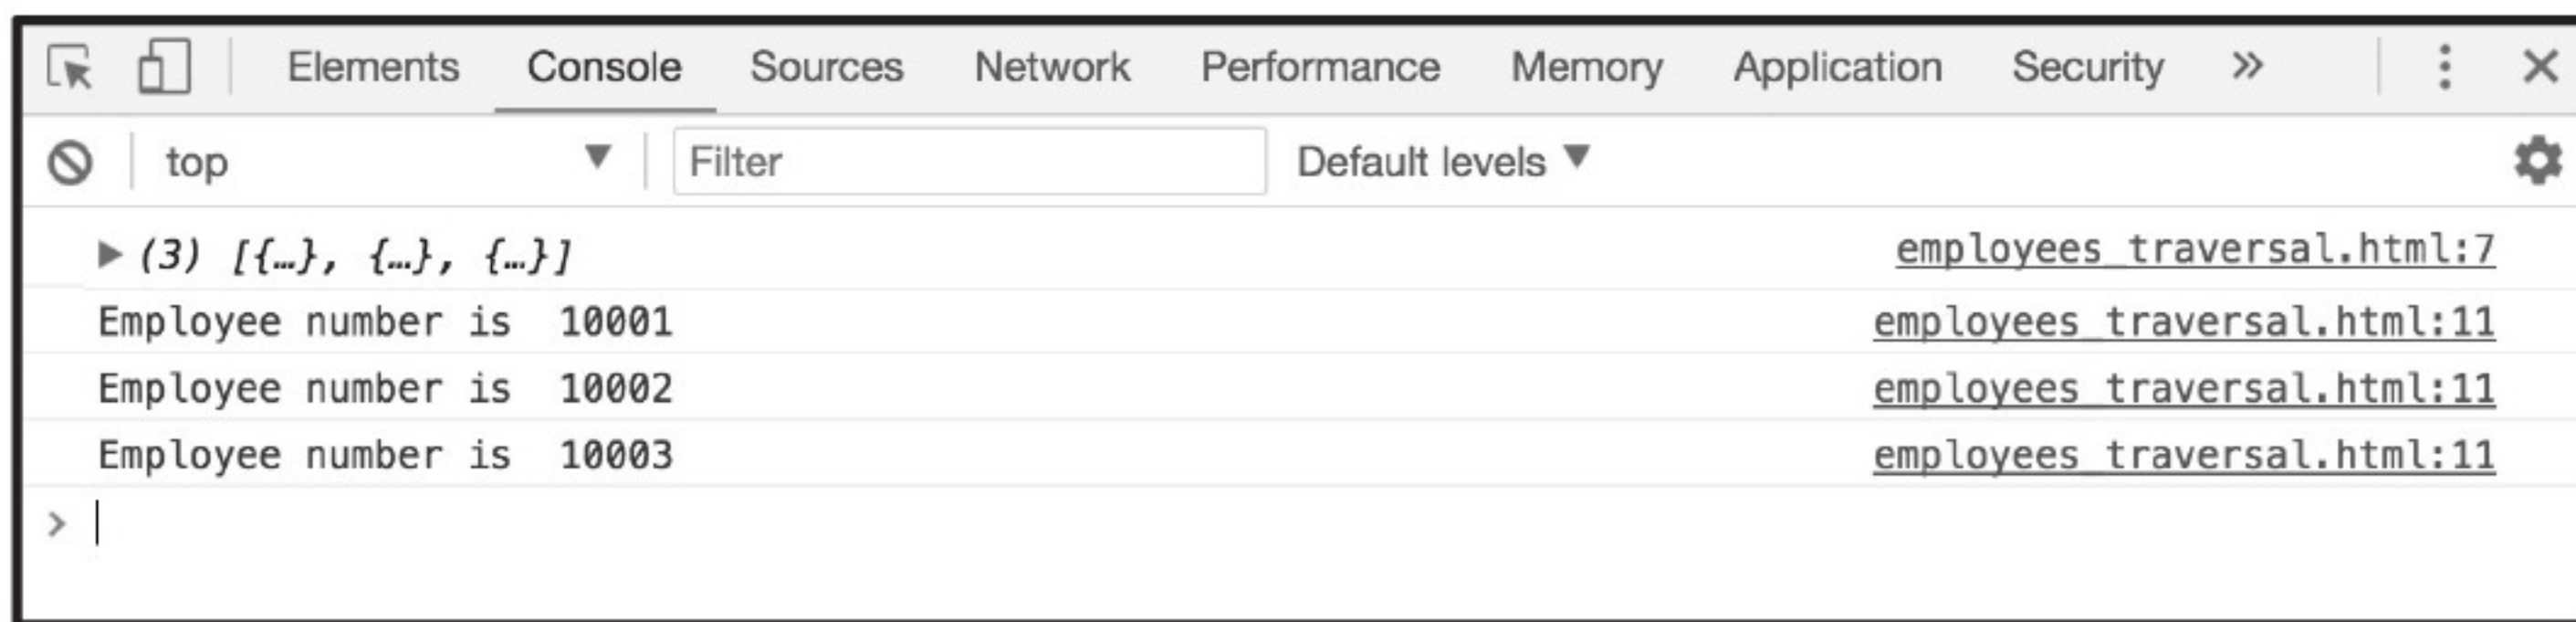 Elements Console Sources Network Performance Memory Application Security »
top Filter Default levels
(3) [{…}, {…}, {…}] employees_traversal.html:7
Employee number is  10001 employees_traversal.html:11
Employee number is  10002 employees_traversal.html:11
Employee number is  10003 employees_traversal.html:11
>